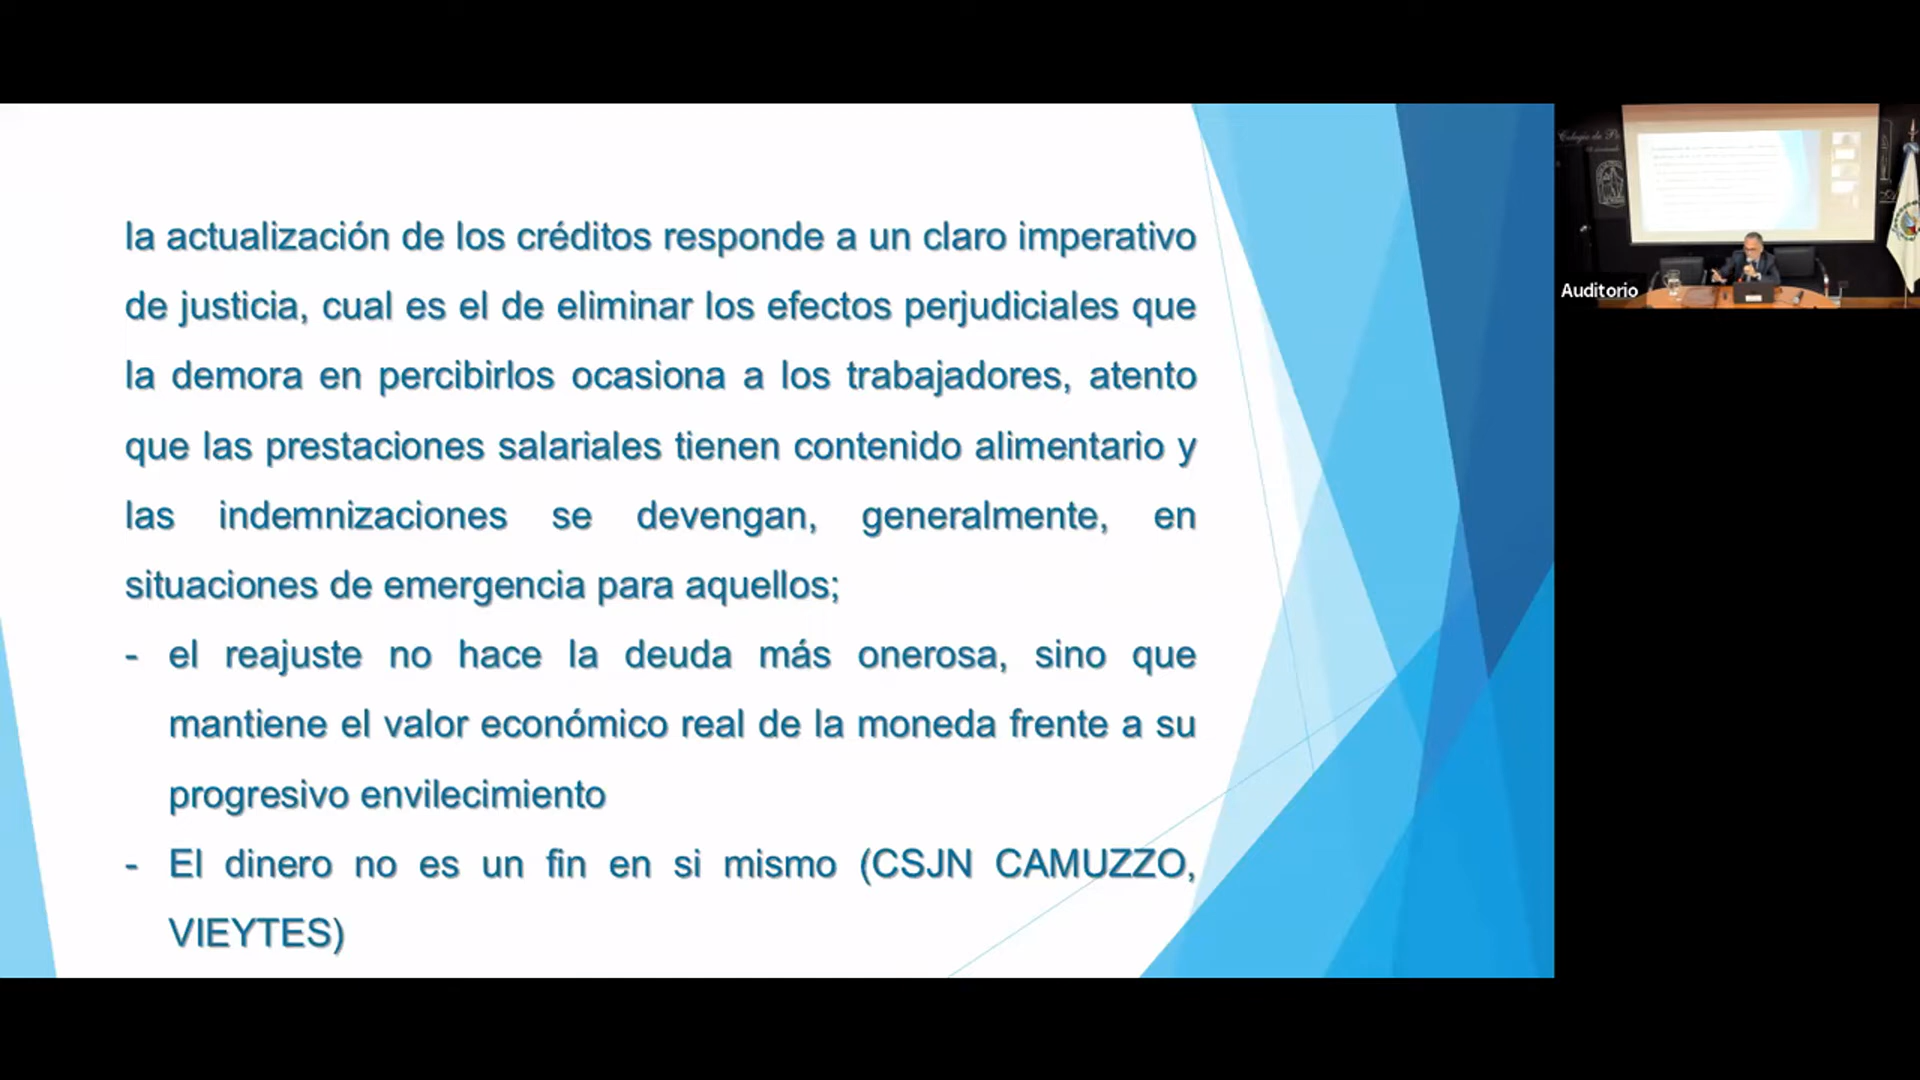 la actualización de los créditos responde a un claro imperativo
de justicia, cual es el de eliminar los efectos perjudiciales que
la demora en percibirlos ocasiona a los trabajadores, atento
que las prestaciones salariales tienen contenido alimentario y
las indemnizaciones se devengan, generalmente, en
situaciones de emergencia para aquellos;
- el reajuste no hace la deuda más onerosa, sino que
mantiene el valor económico real de la moneda frente a su
progresivo envilecimiento
- El dinero no es un fin en si mismo (CSJN CAMUZZO,
VIEYTES)
Colegio de
Auditorio